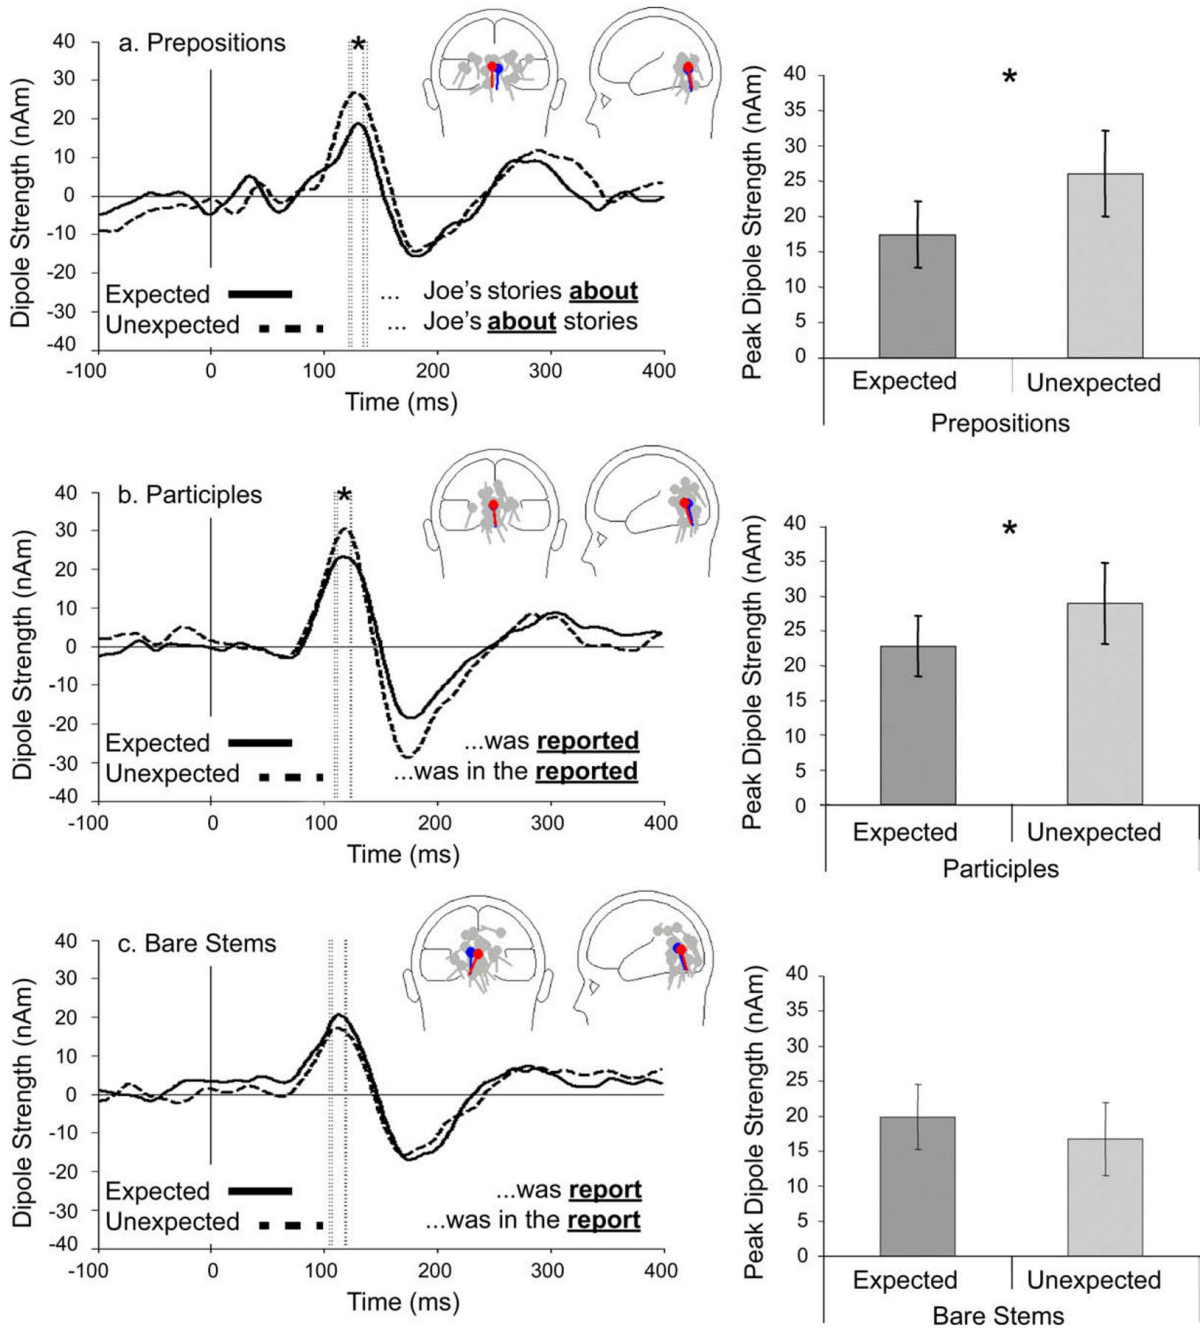 a. Prepositions
*
40
30
20
10
0
-10
-20
-30
-40
Dipole Strength (nAm)
Expected
... Joe's stories about
Unexpected
... Joe's about stories
-100 0 100 200 300 400
Time (ms)
*
40
35
30
25
20
15
10
5
0
Peak Dipole Strength (nAm)
Expected Unexpected
Prepositions
b. Participles
*
40
30
20
10
0
-10
-20
-30
-40
Dipole Strength (nAm)
Expected
...was reported
Unexpected
...was in the reported
-100 0 100 200 300 400
Time (ms)
*
40
35
30
25
20
15
10
5
0
Peak Dipole Strength (nAm)
Expected Unexpected
Participles
c. Bare Stems
40
30
20
10
0
-10
-20
-30
-40
Dipole Strength (nAm)
Expected
...was report
Unexpected
...was in the report
-100 0 100 200 300 400
Time (ms)
40
35
30
25
20
15
10
5
0
Peak Dipole Strength (nAm)
Expected Unexpected
Bare Stems